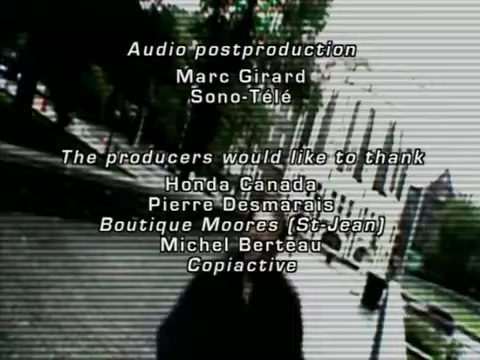 Audio postproduction
Marc Girard
Sono-Télé
The producers would like to thank
Honda Canada
Pierre Desmarais
Boutique Moores (St-Jean)
Michel Berteau
Copiactive